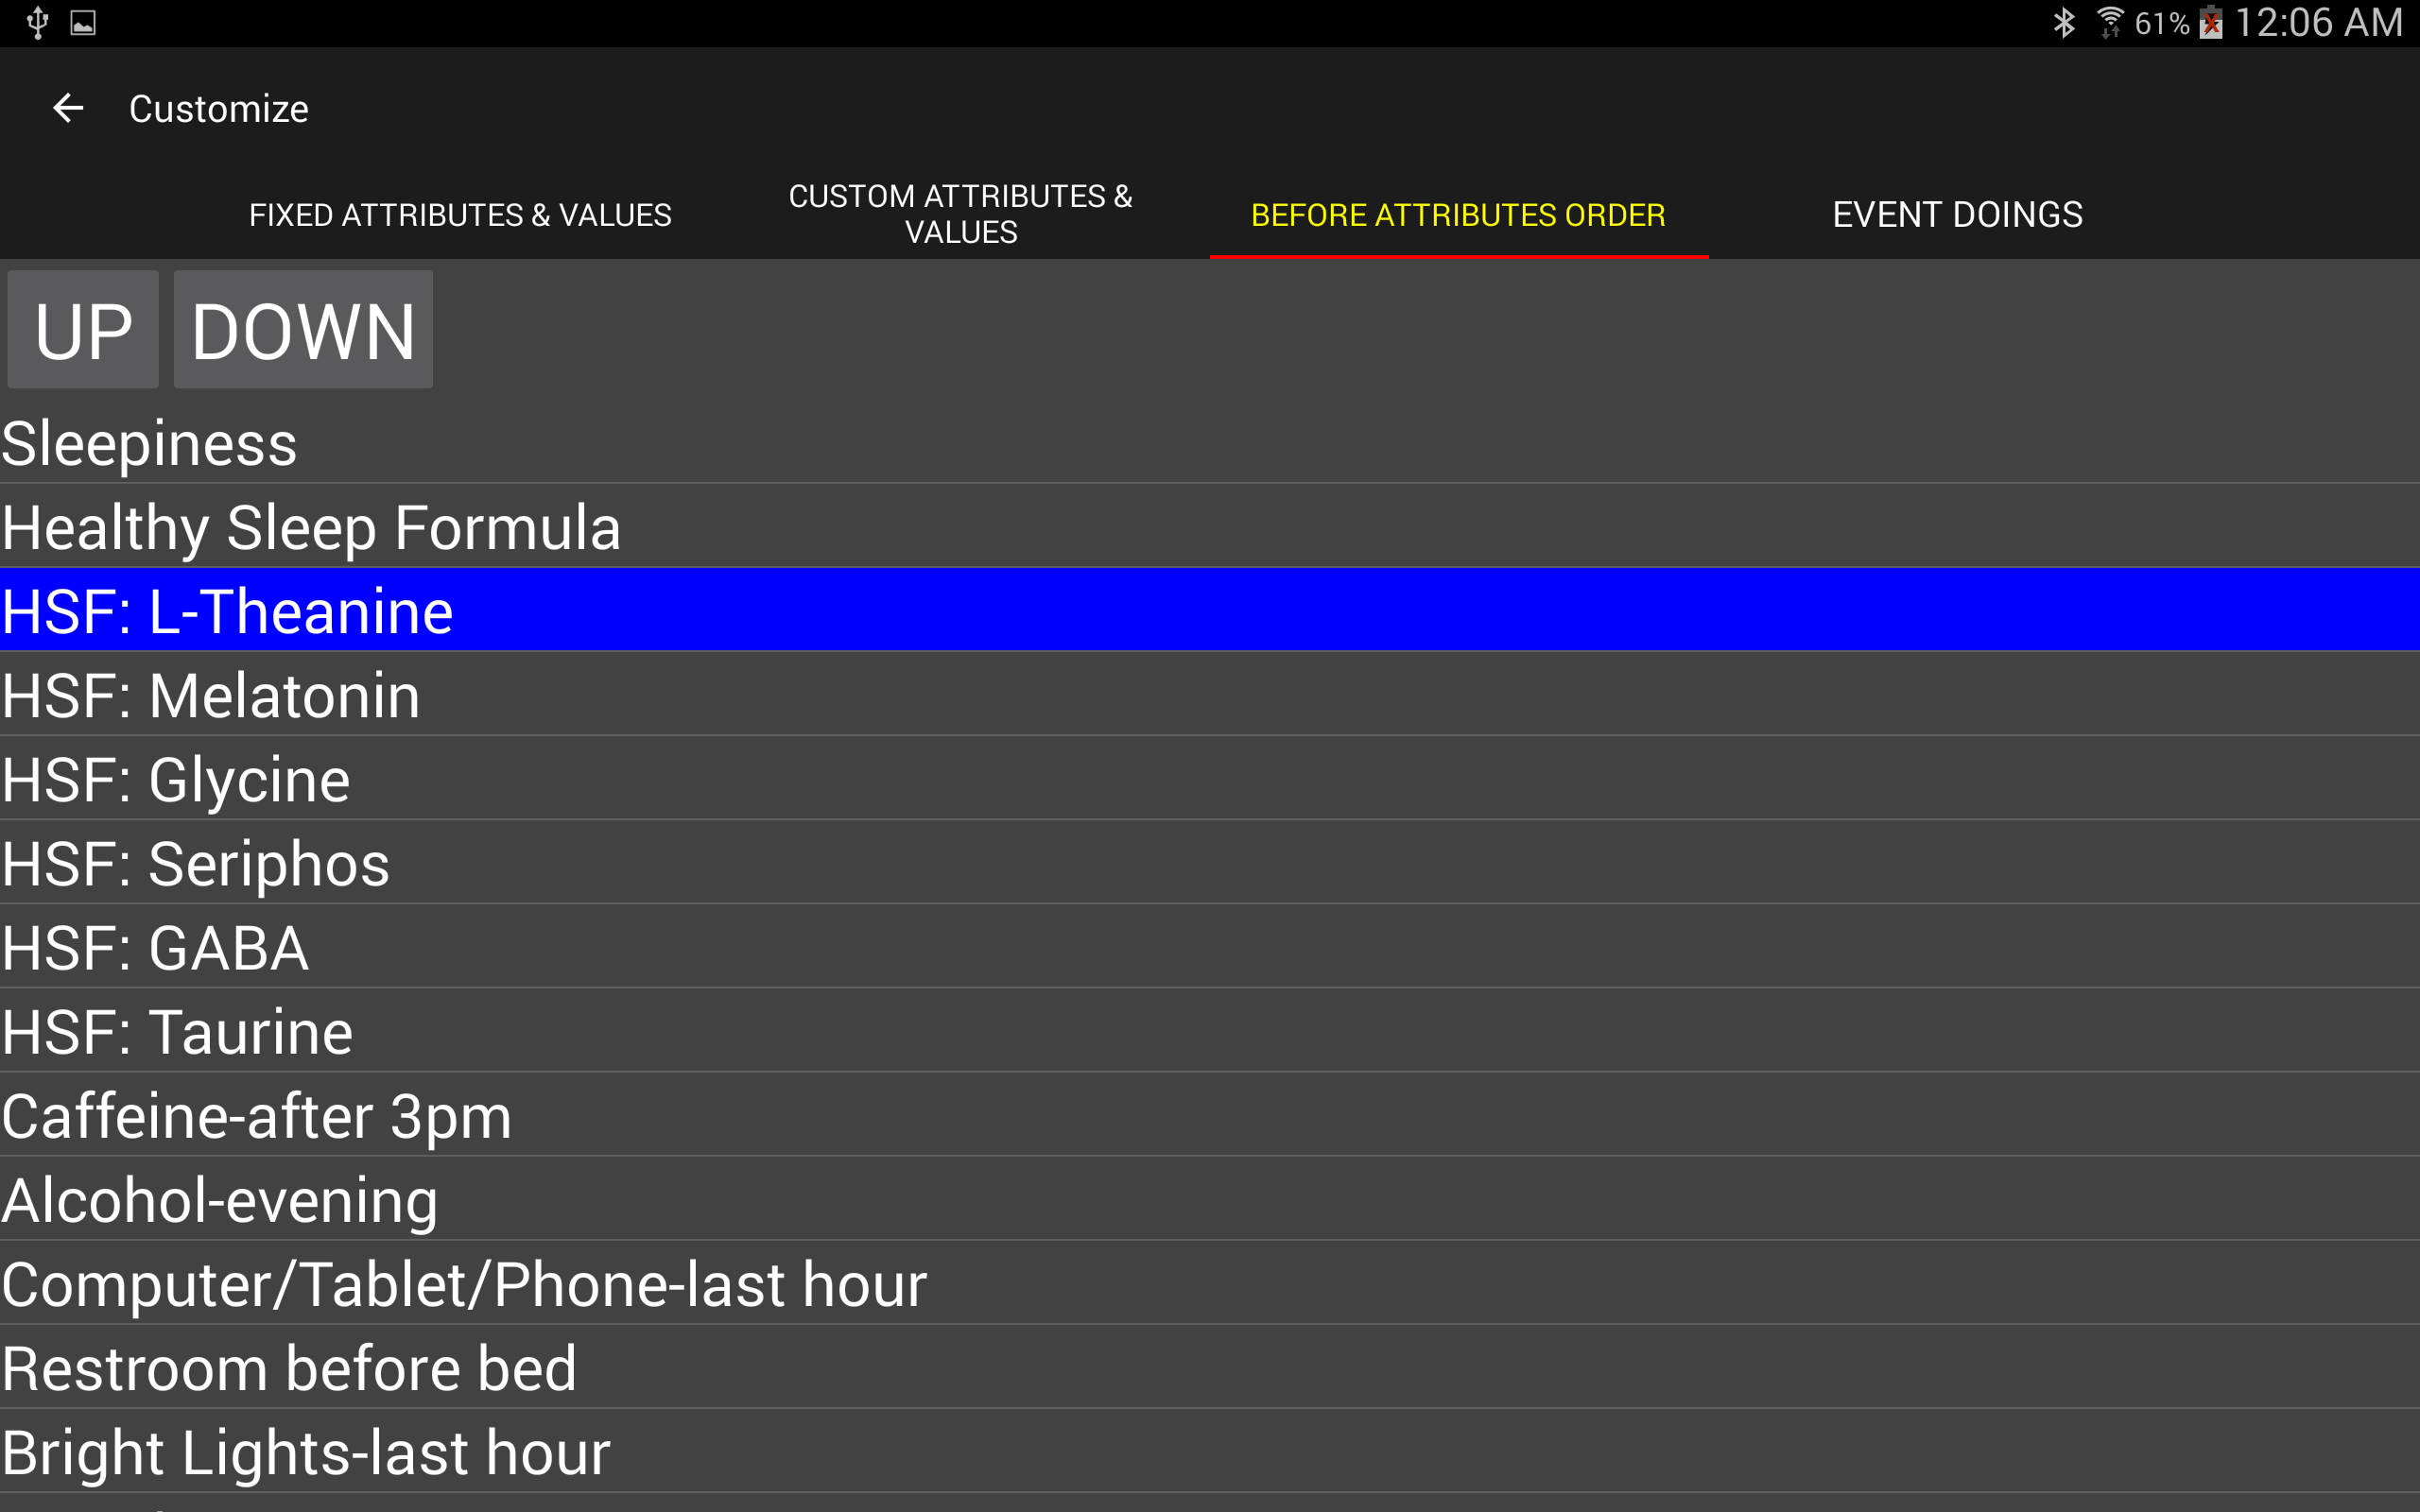 61% 12:06 AM
Customize
FIXED ATTRIBUTES & VALUES
CUSTOM ATTRIBUTES &
VALUES
BEFORE ATTRIBUTES ORDER
EVENT DOINGS
UP DOWN
Sleepiness
Healthy Sleep Formula
HSF: L-Theanine
HSF: Melatonin
HSF: Glycine
HSF: Seriphos
HSF: GABA
HSF: Taurine
Caffeine-after 3pm
Alcohol-evening
Computer/Tablet/Phone-last hour
Restroom before bed
Bright Lights-last hour